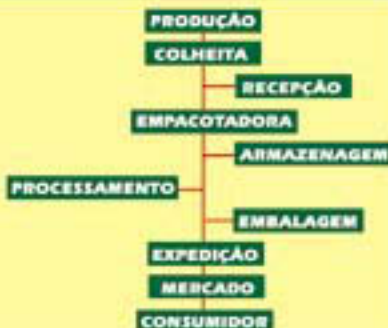 PRODUÇÃO
COLHEITA
RECEPÇÃO
EMPACOTADORA
ARMAZENAGEM
PROCESSAMENTO
EMBALAGEM
EXPEDIÇÃO
MERCADO
CONSUMIDOR